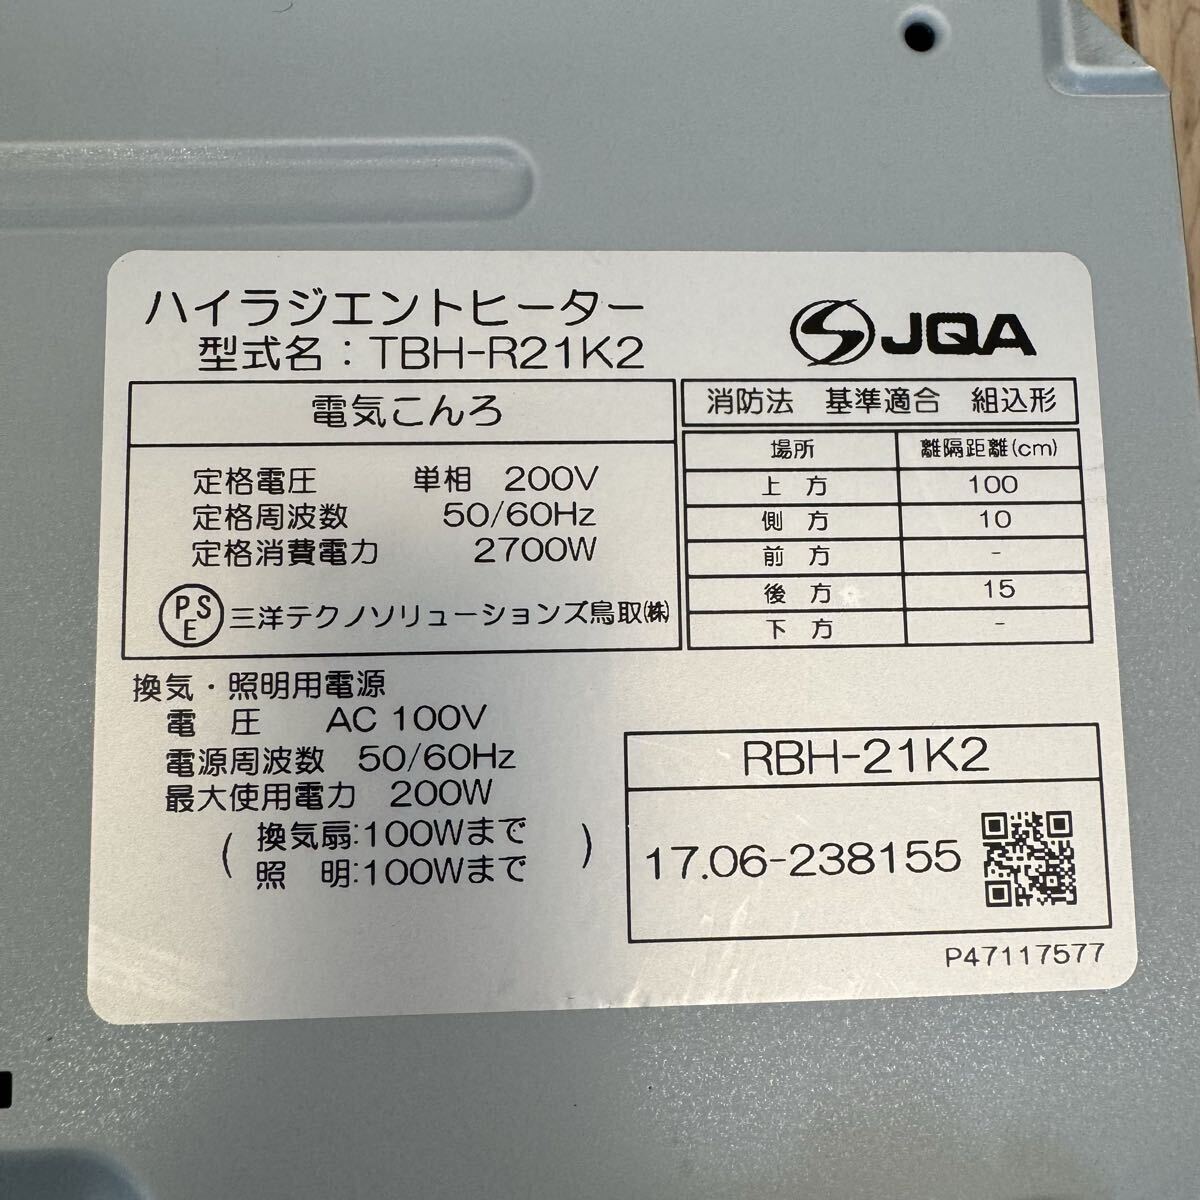 ハイラジエントヒーター
型式名：TBH-R21K2
JQA
電気こんろ
定格電圧 単相 200V
定格周波数 50/60Hz
定格消費電力 2700W
PSE 三洋テクノソリューションズ鳥取㈱
消防法 基準適合 組込形
場所 離隔距離(cm)
上方 100
側方 10
前方 -
後方 15
下方 -
換気・照明用電源
電圧 AC 100V
電源周波数 50/60Hz
最大使用電力 200W
(換気扇:100Wまで
照 明:100Wまで)
RBH-21K2
17.06-238155
P47117577